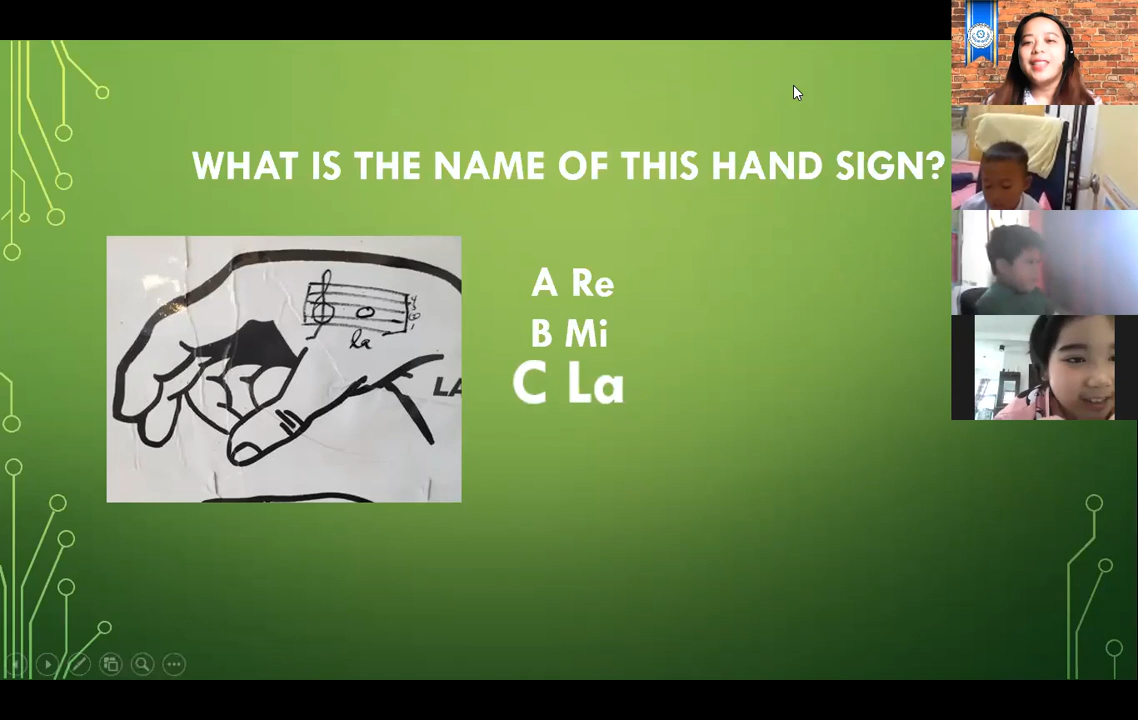 WHAT IS THE NAME OF THIS HAND SIGN?
la
LA
A Re
B Mi
C La